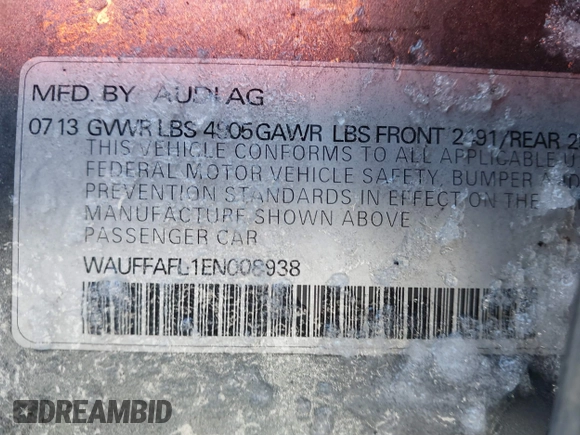 MFD. BY AUDI AG
07 13 GVWR LBS 4905 GAWR LBS FRONT 2491/REAR
THIS VEHICLE CONFORMS TO ALL APPLICABLE
FEDERAL MOTOR VEHICLE SAFETY, BUMPER AND
PREVENTION STANDARDS IN EFFECT ON THE
MANUFACTURE SHOWN ABOVE
PASSENGER CAR
WAUFFAFL1EN008938
DREAMBID